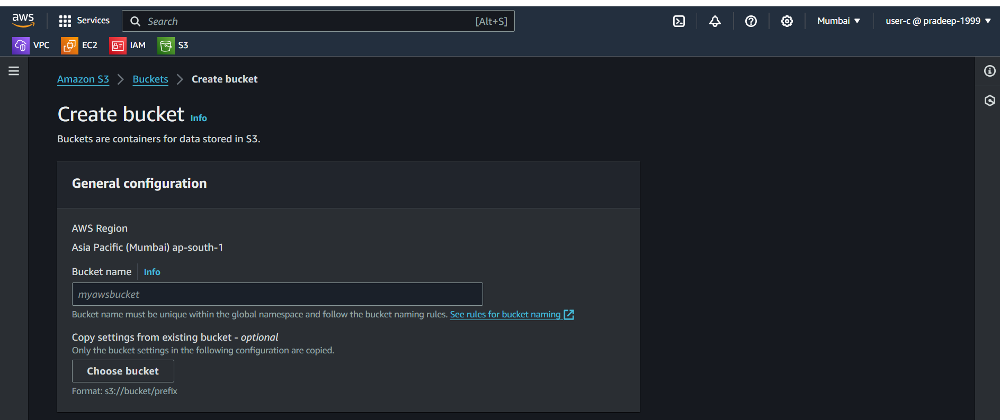 aws Services Search [Alt+S] Mumbai user-c @ pradeep-1999
VPC EC2 IAM S3
Amazon S3 Buckets Create bucket
Create bucket Info
Buckets are containers for data stored in S3.
General configuration
AWS Region
Asia Pacific (Mumbai) ap-south-1
Bucket name Info
myawsbucket
Bucket name must be unique within the global namespace and follow the bucket naming rules. See rules for bucket naming
Copy settings from existing bucket - optional
Only the bucket settings in the following configuration are copied.
Choose bucket
Format: s3://bucket/prefix